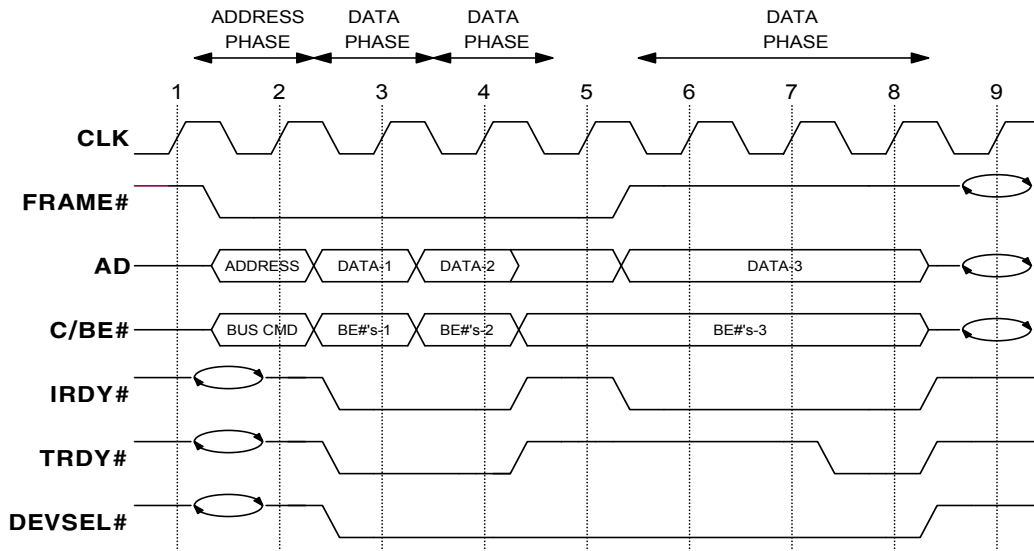 ADDRESS PHASE
DATA PHASE
DATA PHASE
DATA PHASE
1 2 3 4 5 6 7 8 9
CLK
FRAME#
AD ADDRESS DATA-1 DATA-2 DATA-3
C/BE# BUS CMD BE#'s-1 BE#'s-2 BE#'s-3
IRDY#
TRDY#
DEVSEL#